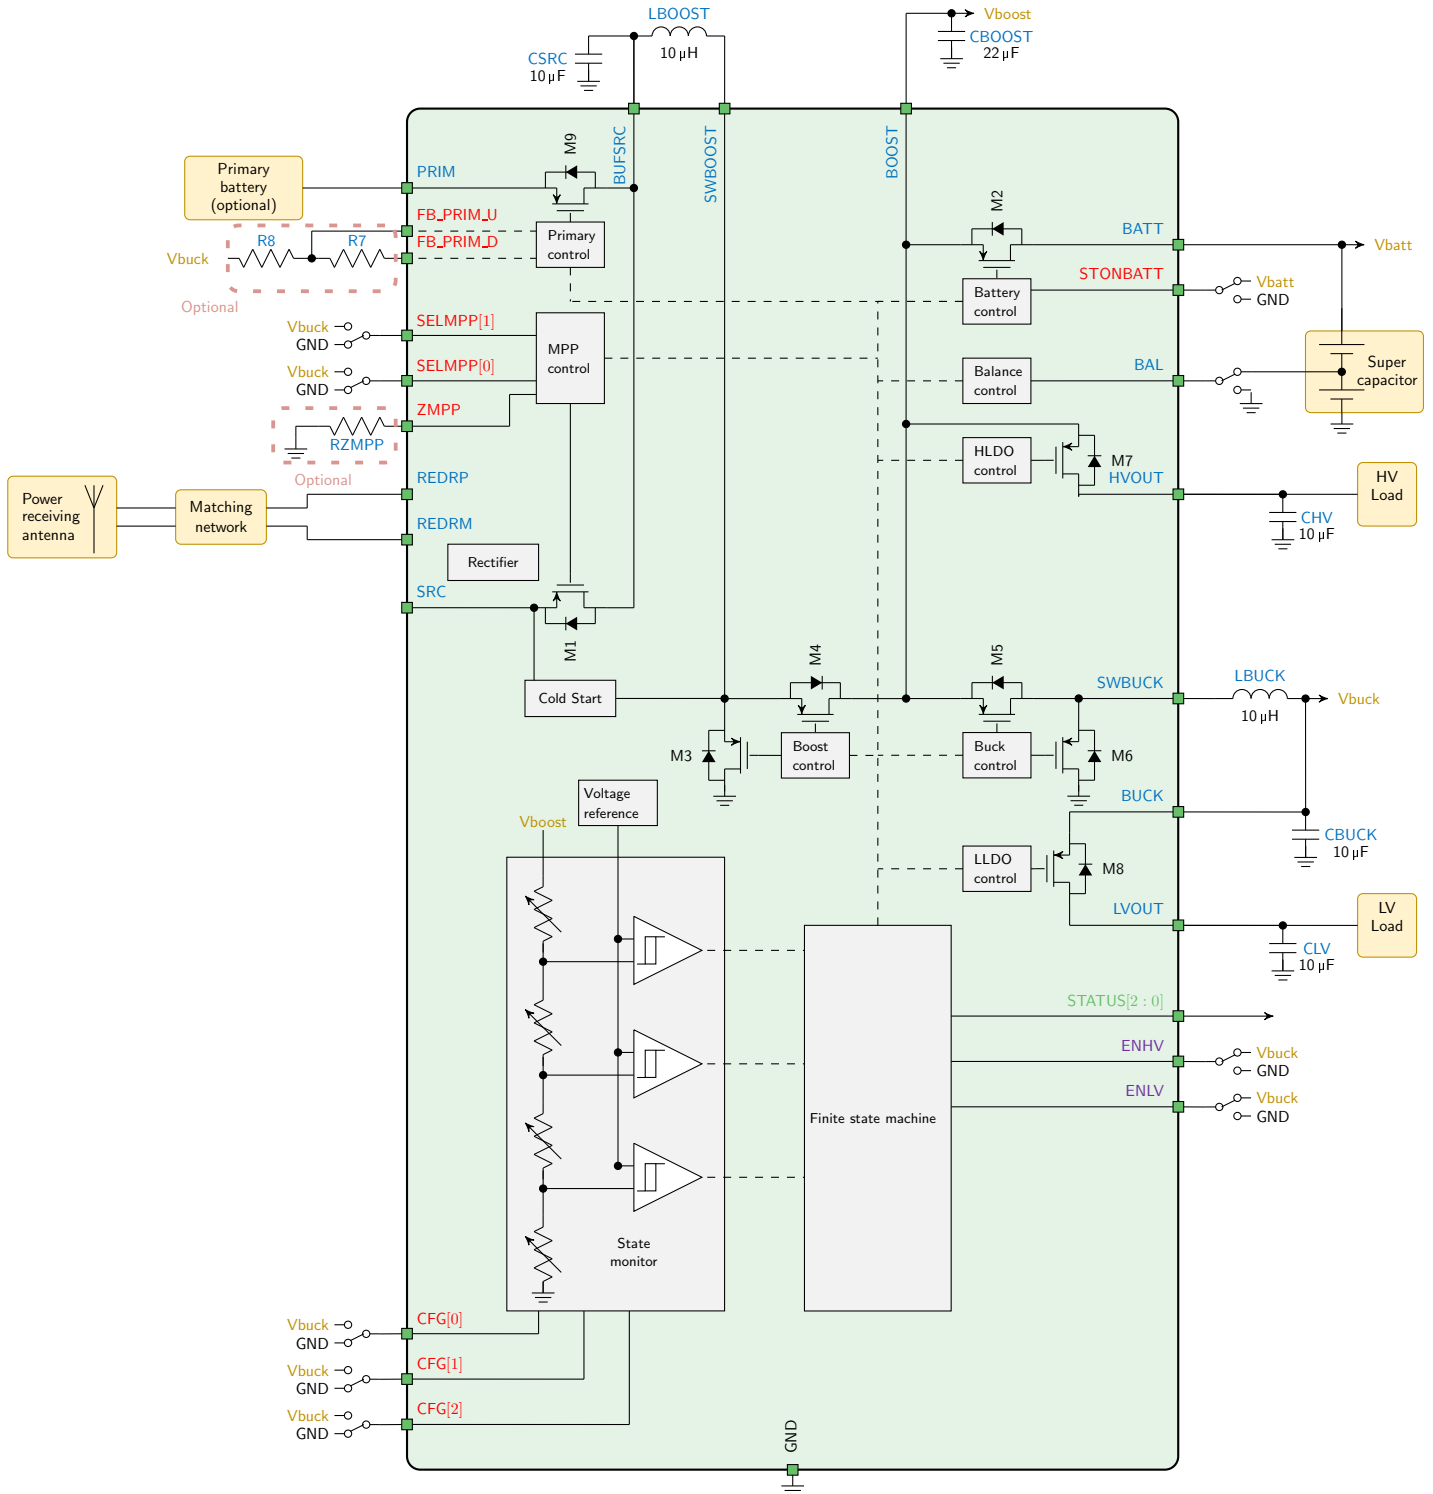 LBOOST
10 µH
CSRC
10 µF
Vboost
CBOOST
22 µF
BUFSRC
SWBOOST
BOOST
M9
Primary
battery
(optional)
PRIM
FB_PRIM_U
FB_PRIM_D
Primary
control
R8
R7
Vbuck
Optional
M2
BATT
Vbatt
STONBATT
Battery
control
Vbatt
GND
SELMPP[1]
Vbuck
GND
SELMPP[0]
Vbuck
GND
MPP
control
ZMPP
RZMPP
Optional
Balance
control
BAL
Super
capacitor
HLDO
control
M7
HVOUT
HV
Load
CHV
10 µF
Power
receiving
antenna
Matching
network
REDRP
REDRM
Rectifier
SRC
M1
Cold Start
M4
M5
SWBUCK
LBUCK
10 µH
Vbuck
M3
Boost
control
Buck
control
M6
Voltage
reference
Vboost
BUCK
CBUCK
10 µF
LLDO
control
M8
LVOUT
LV
Load
CLV
10 µF
STATUS[2 : 0]
ENHV
Vbuck
GND
ENLV
Vbuck
GND
Finite state machine
State
monitor
CFG[0]
Vbuck
GND
CFG[1]
Vbuck
GND
CFG[2]
Vbuck
GND
GND